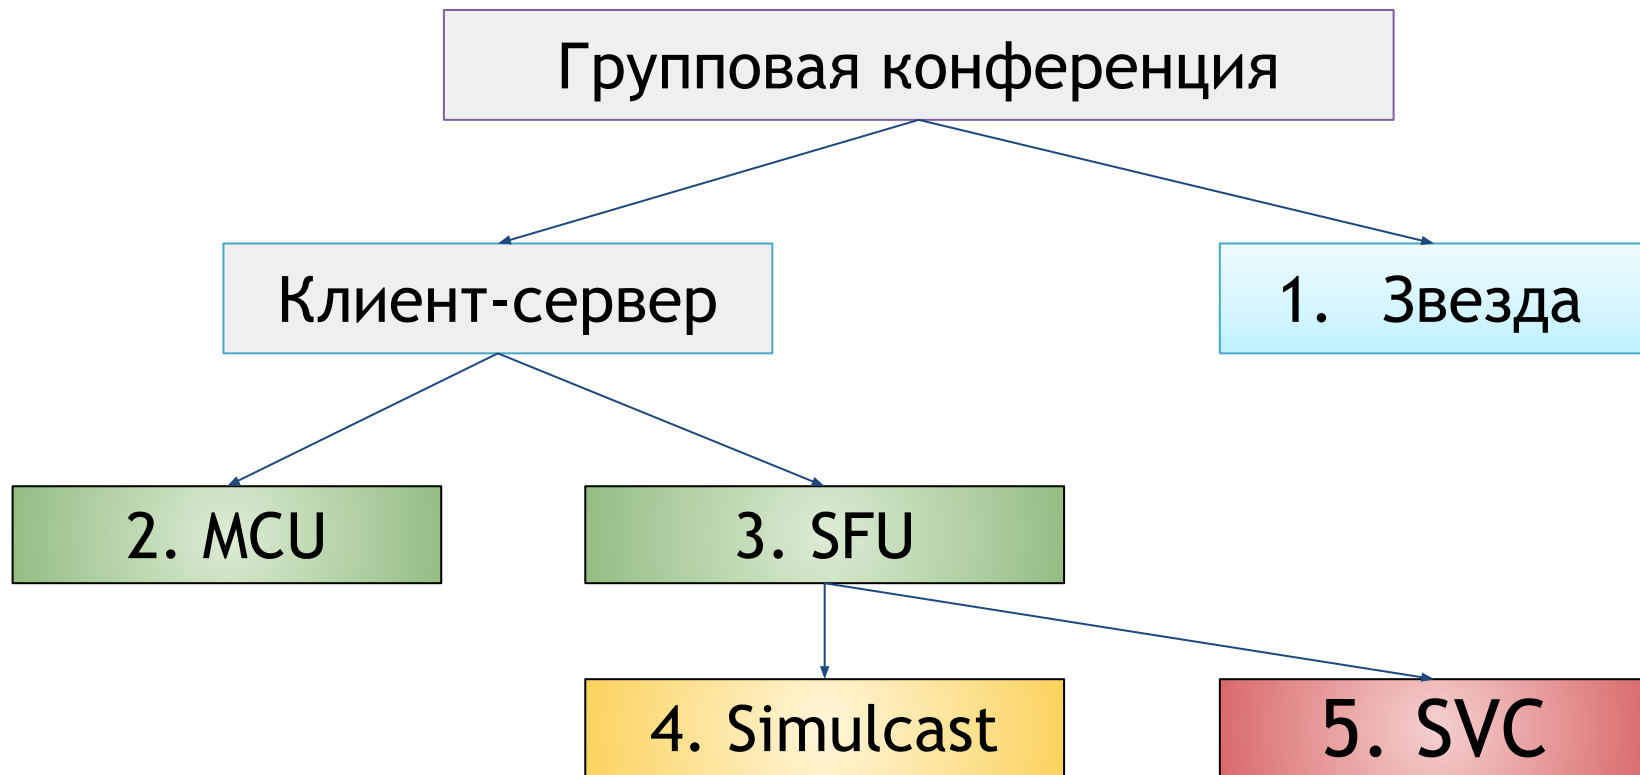 Групповая конференция
Клиент-сервер
1. Звезда
2. MCU
3. SFU
4. Simulcast
5. SVC